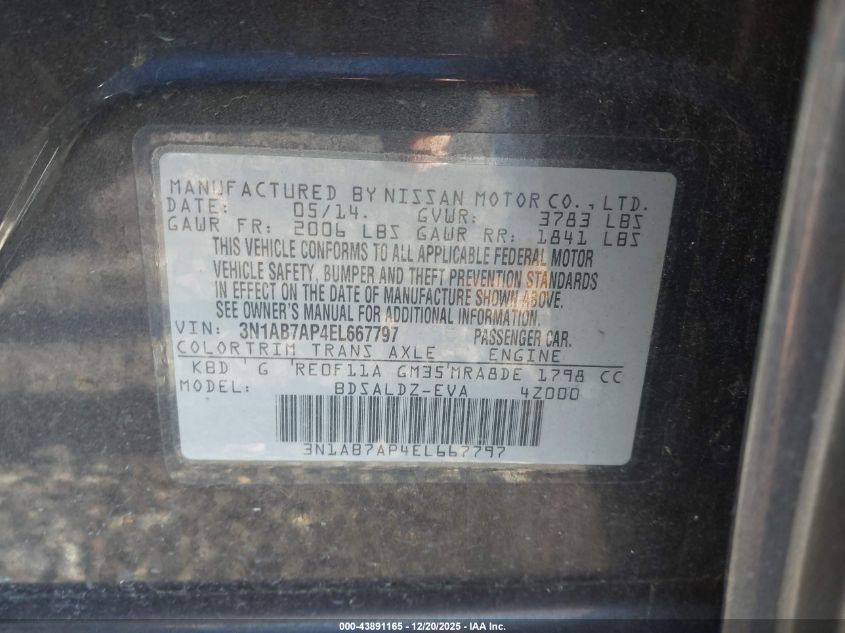 MANUFACTURED BY NISSAN MOTOR CO., LTD.
DATE: 05/14. GVWR: 3783 LBS
GAWR FR: 2006 LBS GAWR RR: 1841 LBS
THIS VEHICLE CONFORMS TO ALL APPLICABLE FEDERAL MOTOR
VEHICLE SAFETY, BUMPER AND THEFT PREVENTION STANDARDS
IN EFFECT ON THE DATE OF MANUFACTURE SHOWN ABOVE.
SEE OWNER'S MANUAL FOR ADDITIONAL INFORMATION.
VIN: 3N1AB7AP4EL667797 PASSENGER CAR.
COLOR TRIM TRANS AXLE ENGINE
KBD G RE0F11A GM35 MRA8DE 1798 CC
MODEL: BDSALDZ-EVA 4Z000
3N1AB7AP4EL667797
000-43891165 - 12/20/2025 - IAA Inc.